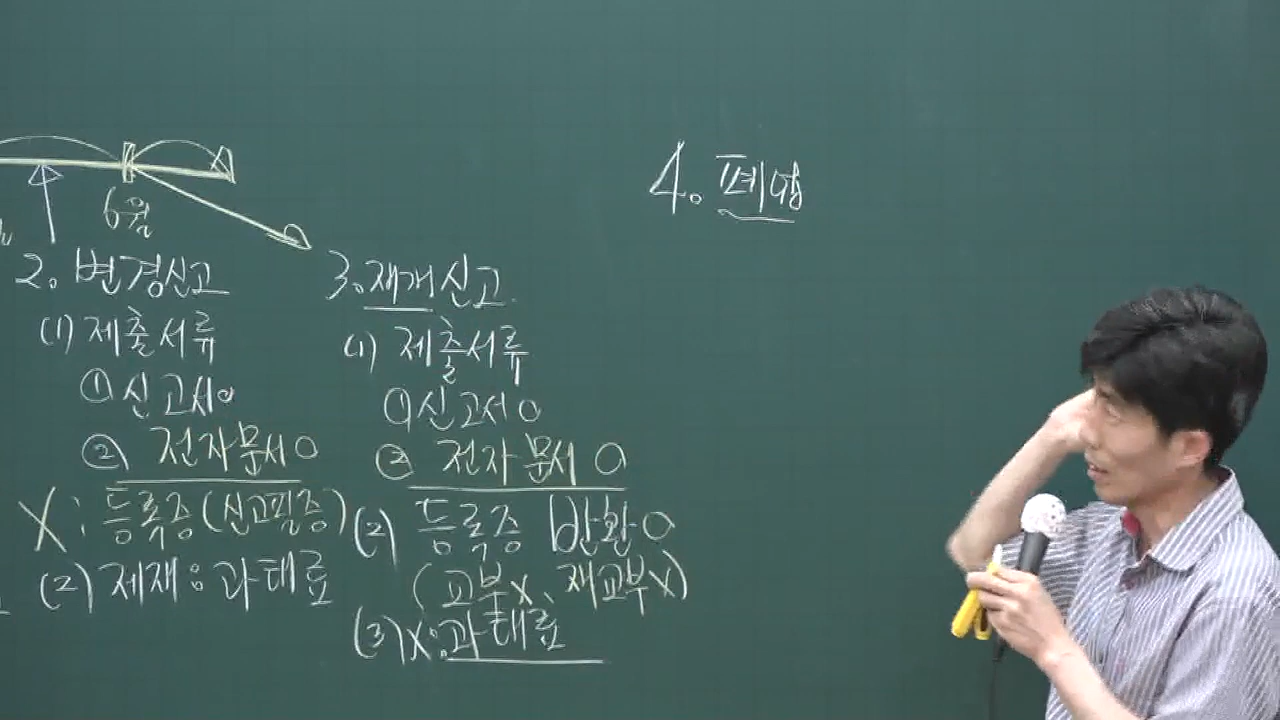 6월
2. 변경신고
(1) 제출서류
① 신고서o
② 전자문서 o
X: 등록증(신고필증)
(2) 제재: 과태료
3. 재개신고.
(1) 제출서류
① 신고서 o
② 전자문서 o
(2) 등록증 반환 o
(교부x, 재교부x)
(3) X: 과태료
4. 폐업